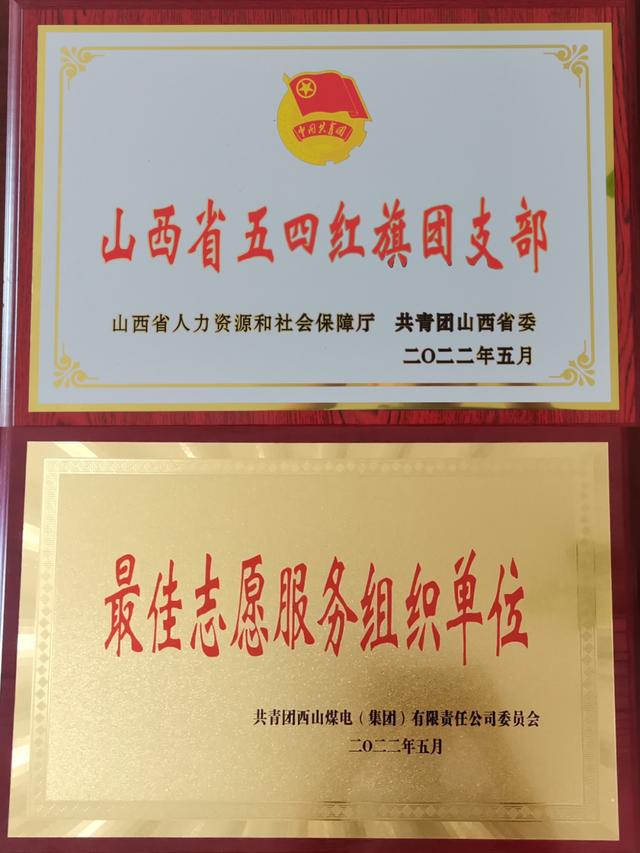 中国共青团
山西省五四红旗团支部
山西省人力资源和社会保障厅 共青团山西省委
二〇二二年五月
最佳志愿服务组织单位
共青团西山煤电（集团）有限责任公司委员会
二〇二二年五月